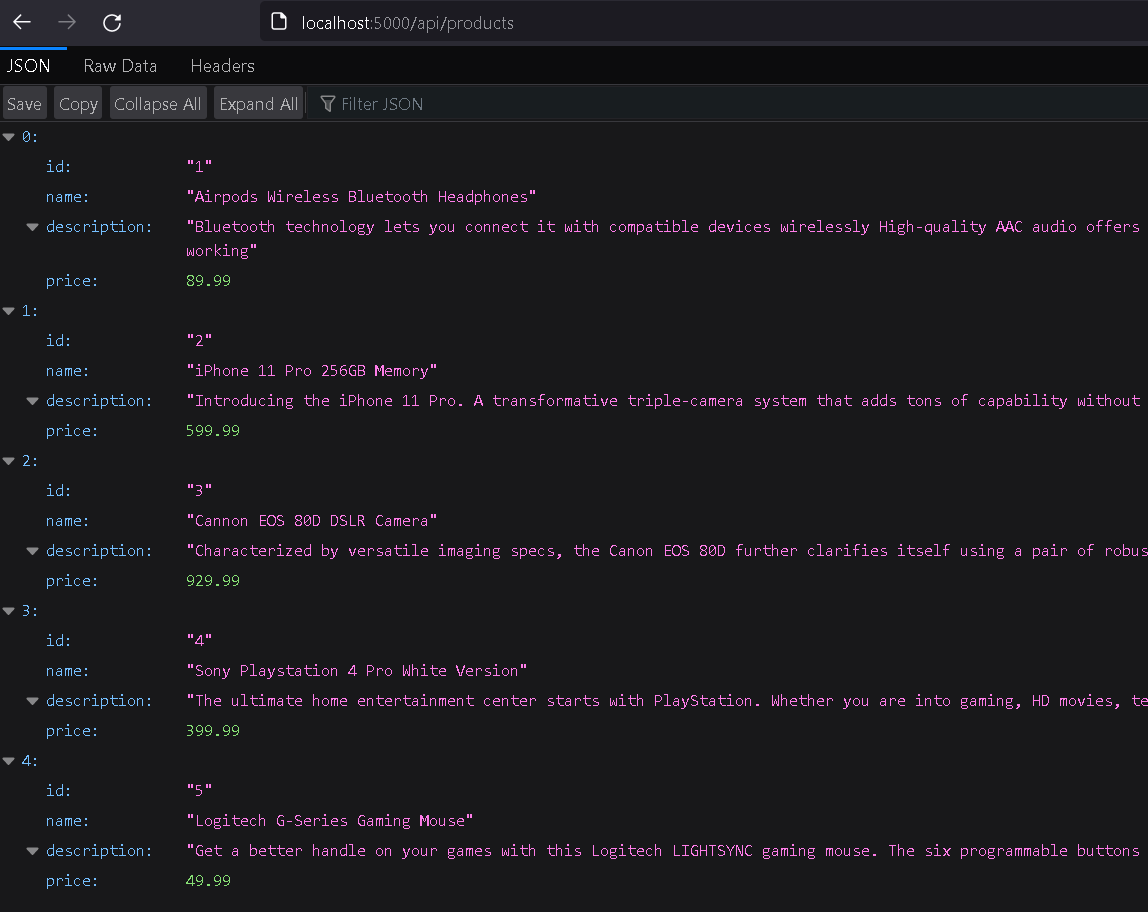 localhost:5000/api/products
JSON Raw Data Headers
Save Copy Collapse All Expand All Filter JSON
0:
id: "1"
name: "Airpods Wireless Bluetooth Headphones"
description: "Bluetooth technology lets you connect it with compatible devices wirelessly High-quality AAC audio offers
working"
price: 89.99
1:
id: "2"
name: "iPhone 11 Pro 256GB Memory"
description: "Introducing the iPhone 11 Pro. A transformative triple-camera system that adds tons of capability without
price: 599.99
2:
id: "3"
name: "Cannon EOS 80D DSLR Camera"
description: "Characterized by versatile imaging specs, the Canon EOS 80D further clarifies itself using a pair of robus
price: 929.99
3:
id: "4"
name: "Sony Playstation 4 Pro White Version"
description: "The ultimate home entertainment center starts with PlayStation. Whether you are into gaming, HD movies, te
price: 399.99
4:
id: "5"
name: "Logitech G-Series Gaming Mouse"
description: "Get a better handle on your games with this Logitech LIGHTSYNC gaming mouse. The six programmable buttons
price: 49.99